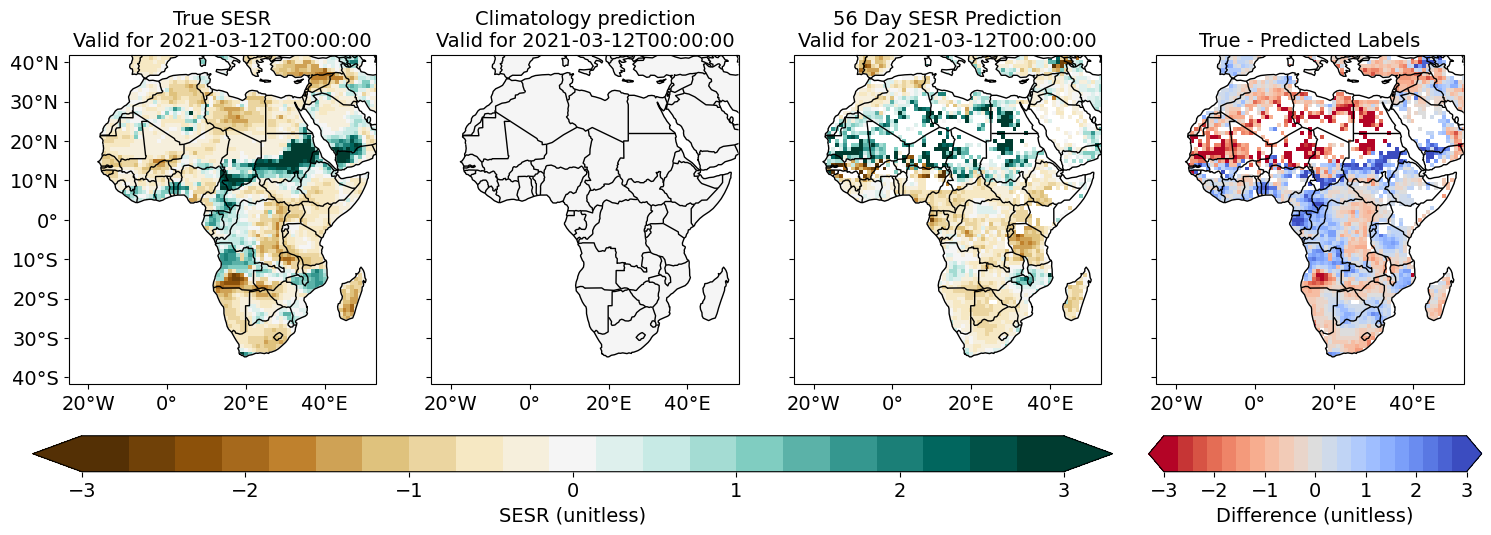 True SESR
Valid for 2021-03-12T00:00:00
Climatology prediction
Valid for 2021-03-12T00:00:00
56 Day SESR Prediction
Valid for 2021-03-12T00:00:00
True - Predicted Labels
40°N
30°N
20°N
10°N
0°
10°S
20°S
30°S
40°S
20°W 0° 20°E 40°E
20°W 0° 20°E 40°E
20°W 0° 20°E 40°E
20°W 0° 20°E 40°E
−3 −2 −1 0 1 2 3
SESR (unitless)
−3 −2 −1 0 1 2 3
Difference (unitless)